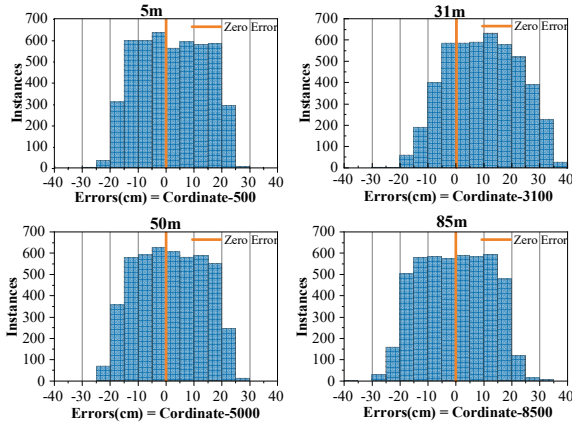 5m
Zero Error
Instances
700
600
500
400
300
200
100
0
-40 -30 -20 -10 0 10 20 30 40
Errors(cm) = Cordinate-500
31m
Zero Error
Instances
700
600
500
400
300
200
100
0
-40 -30 -20 -10 0 10 20 30 40
Errors(cm) = Cordinate-3100
50m
Zero Error
Instances
700
600
500
400
300
200
100
0
-40 -30 -20 -10 0 10 20 30 40
Errors(cm) = Cordinate-5000
85m
Zero Error
Instances
700
600
500
400
300
200
100
0
-40 -30 -20 -10 0 10 20 30 40
Errors(cm) = Cordinate-8500